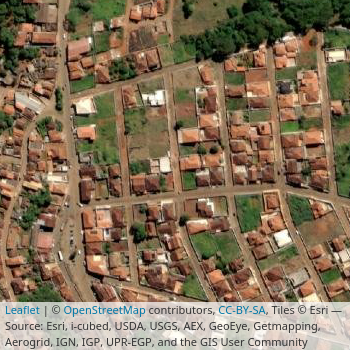 Leaflet | © OpenStreetMap contributors, CC-BY-SA, Tiles © Esri —
Source: Esri, i-cubed, USDA, USGS, AEX, GeoEye, Getmapping,
Aerogrid, IGN, IGP, UPR-EGP, and the GIS User Community